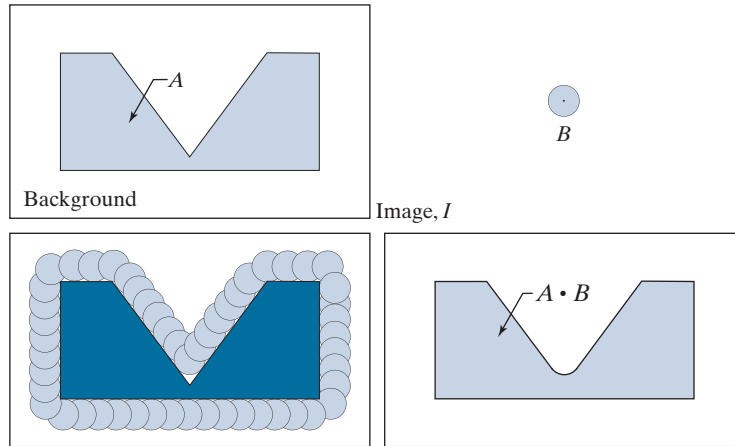 A
B
Background
Image, I
A • B